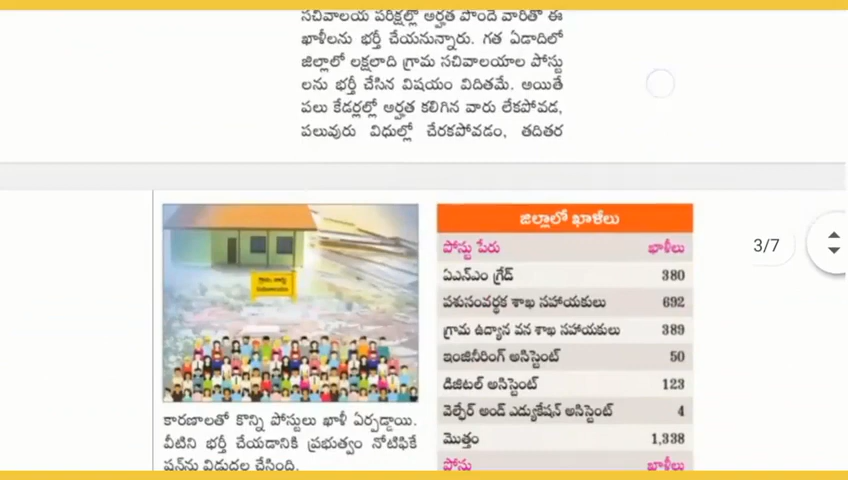 సచివాలయ పరీక్షల్లో అర్హత పొందే వారితో ఈ
ఖాళీలను భర్తీ చేయనున్నారు. గత ఏడాదిలో
జిల్లాలో లక్షలాది గ్రామ సచివాలయాల పోస్టు
లను భర్తీ చేసిన విషయం విదితమే. అయితే
పలు కేడర్లల్లో అర్హత కలిగిన వారు లేకపోవడ,
పలువురు విధుల్లో చేరకపోవడం, తదితర
గ్రామ, వార్డు
సచివాలయం
కారణాలతో కొన్ని పోస్టులు ఖాళీ ఏర్పడ్డాయి.
వీటిని భర్తీ చేయడానికి ప్రభుత్వం నోటిఫికే
షన్‌ను విడుదల చేసింది.
జిల్లాలో ఖాళీలు
పోస్టు పేరు ఖాళీలు
ఏఎన్ఎం గ్రేడ్ 380
పశుసంవర్థక శాఖ సహాయకులు 692
గ్రామ ఉద్యాన వన శాఖ సహాయకులు 389
ఇంజినీరింగ్ అసిస్టెంట్ 50
డిజిటల్ అసిస్టెంట్ 123
వెల్ఫేర్ అండ్ ఎడ్యుకేషన్ అసిస్టెంట్ 4
మొత్తం 1,338
పోస్టు ఖాళీలు
3/7